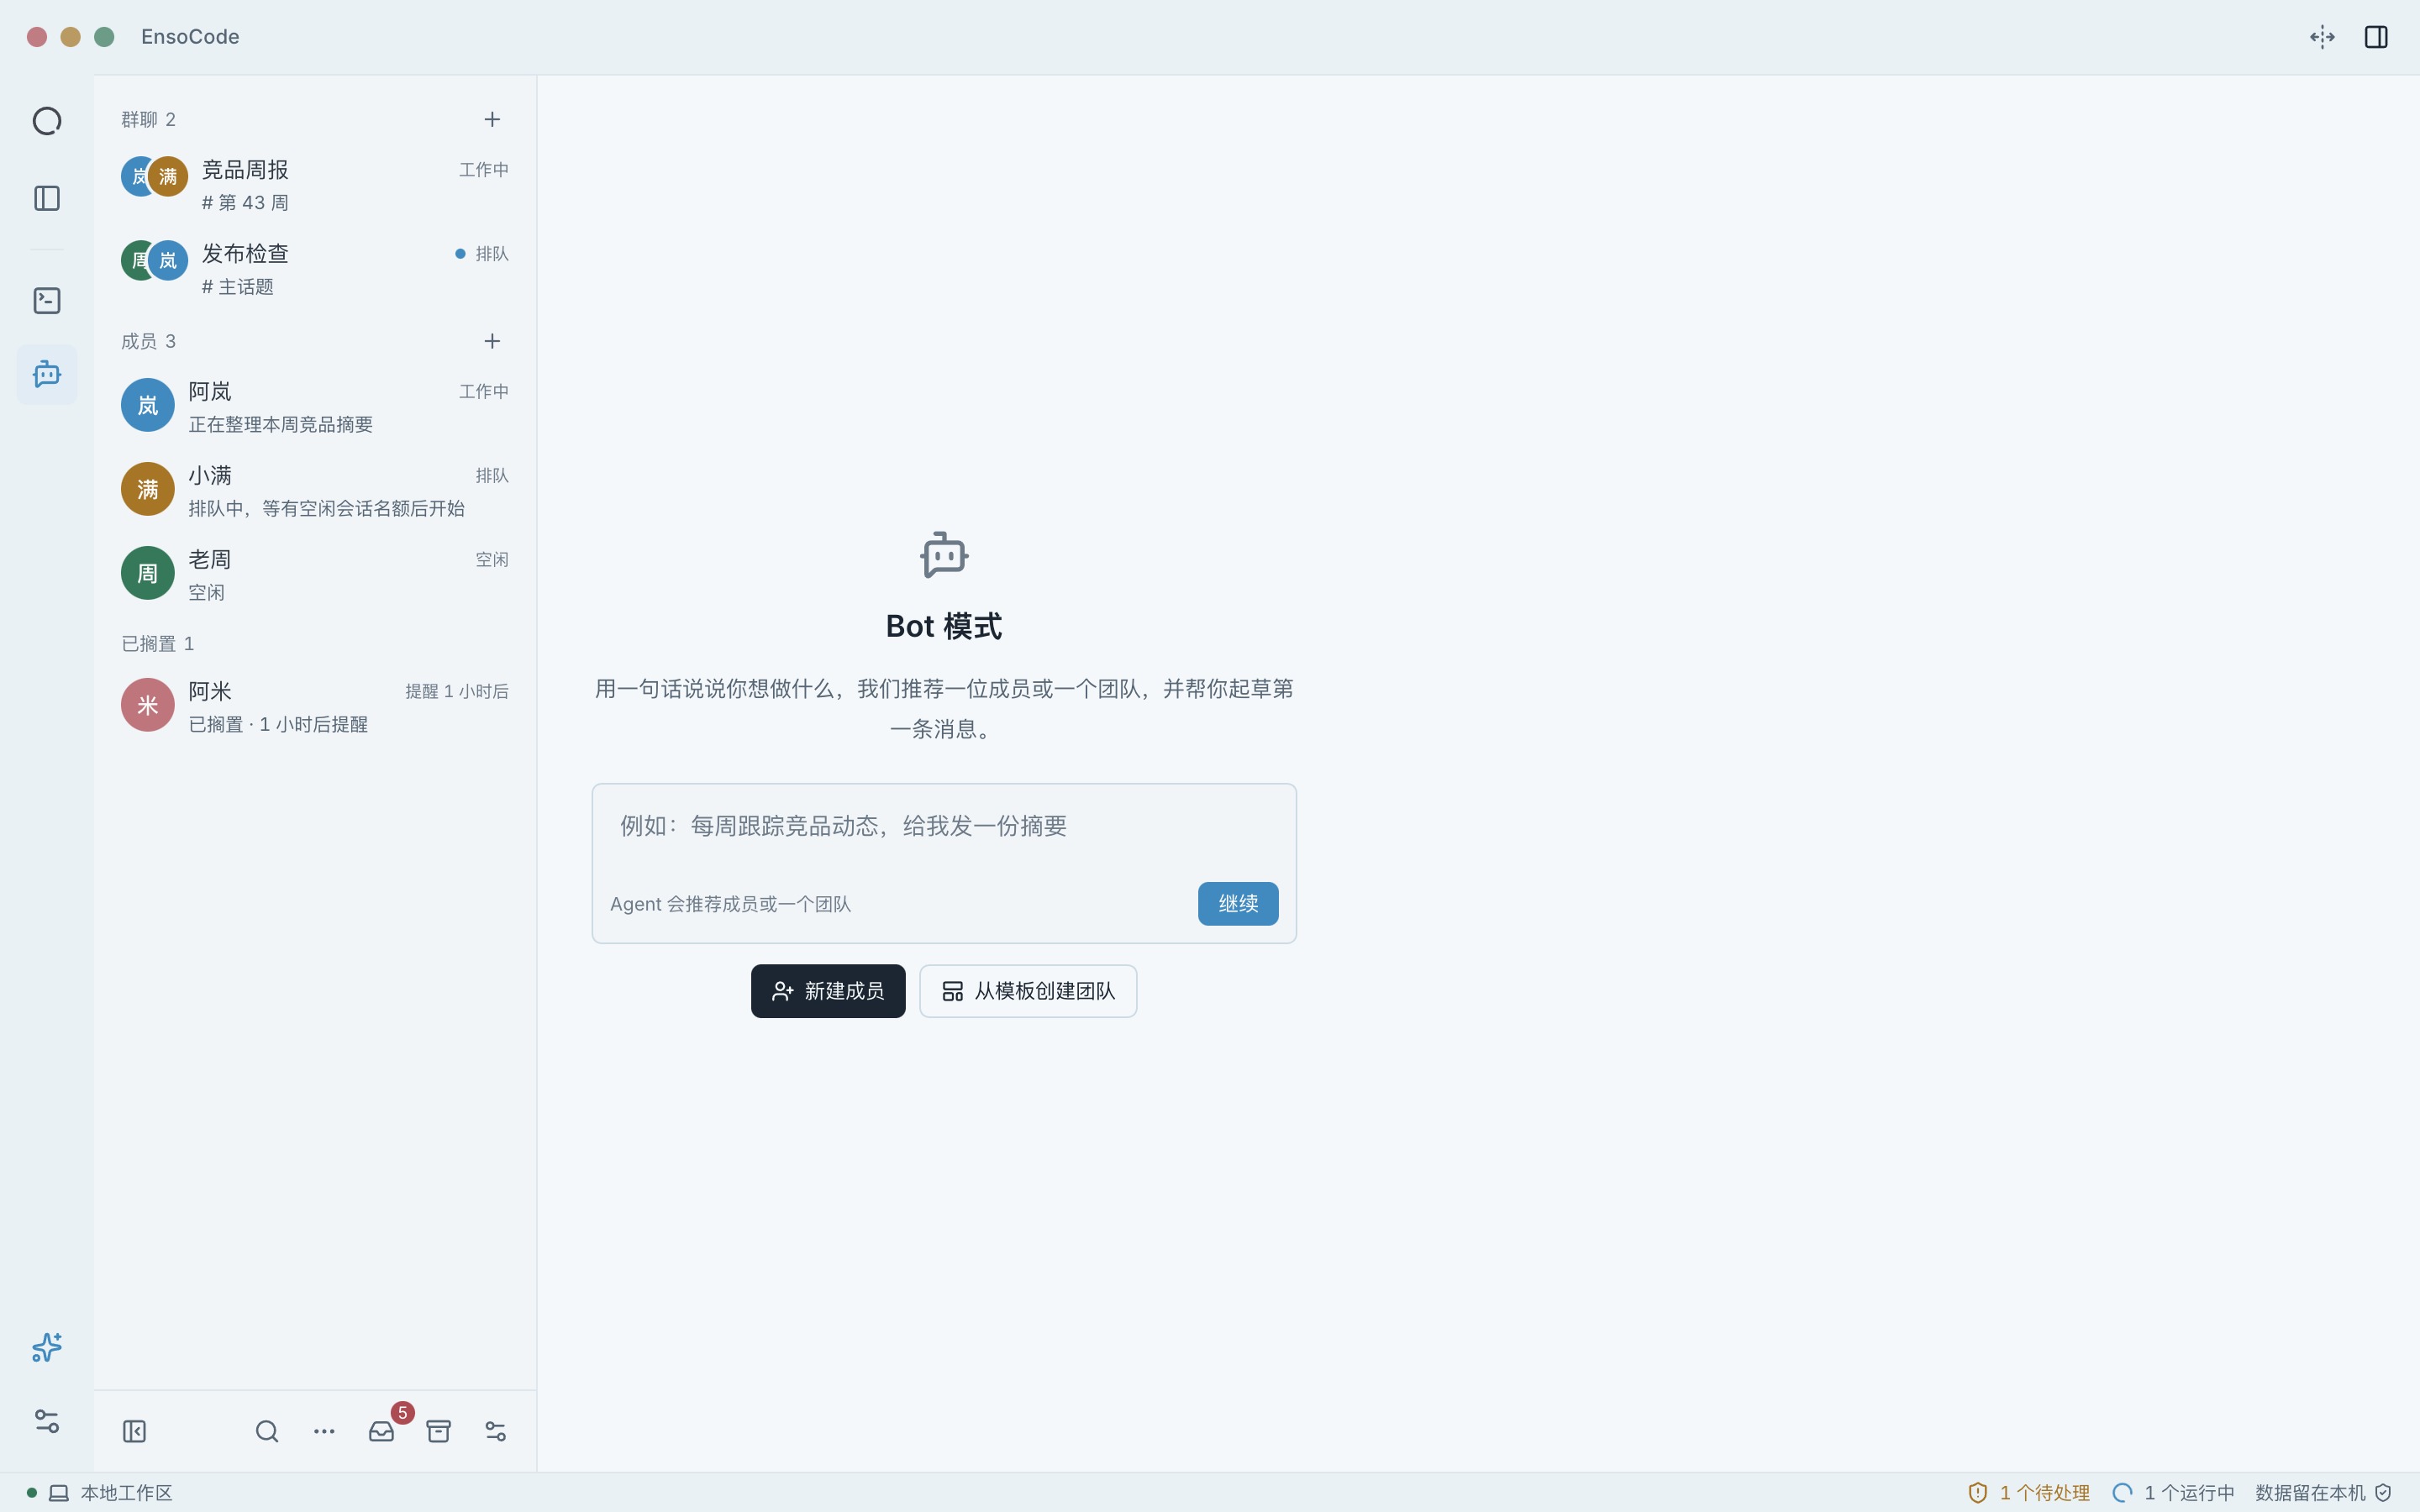 EnsoCode
群聊 2
岚 满
竞品周报
工作中
# 第 43 周
周 岚
发布检查
排队
# 主话题
成员 3
岚
阿岚
工作中
正在整理本周竞品摘要
满
小满
排队
排队中，等有空闲会话名额后开始
周
老周
空闲
空闲
已搁置 1
米
阿米
提醒 1 小时后
已搁置 · 1 小时后提醒
Bot 模式
用一句话说说你想做什么，我们推荐一位成员或一个团队，并帮你起草第
一条消息。
例如：每周跟踪竞品动态，给我发一份摘要
Agent 会推荐成员或一个团队
继续
新建成员
从模板创建团队
5
本地工作区
1 个待处理
1 个运行中
数据留在本机